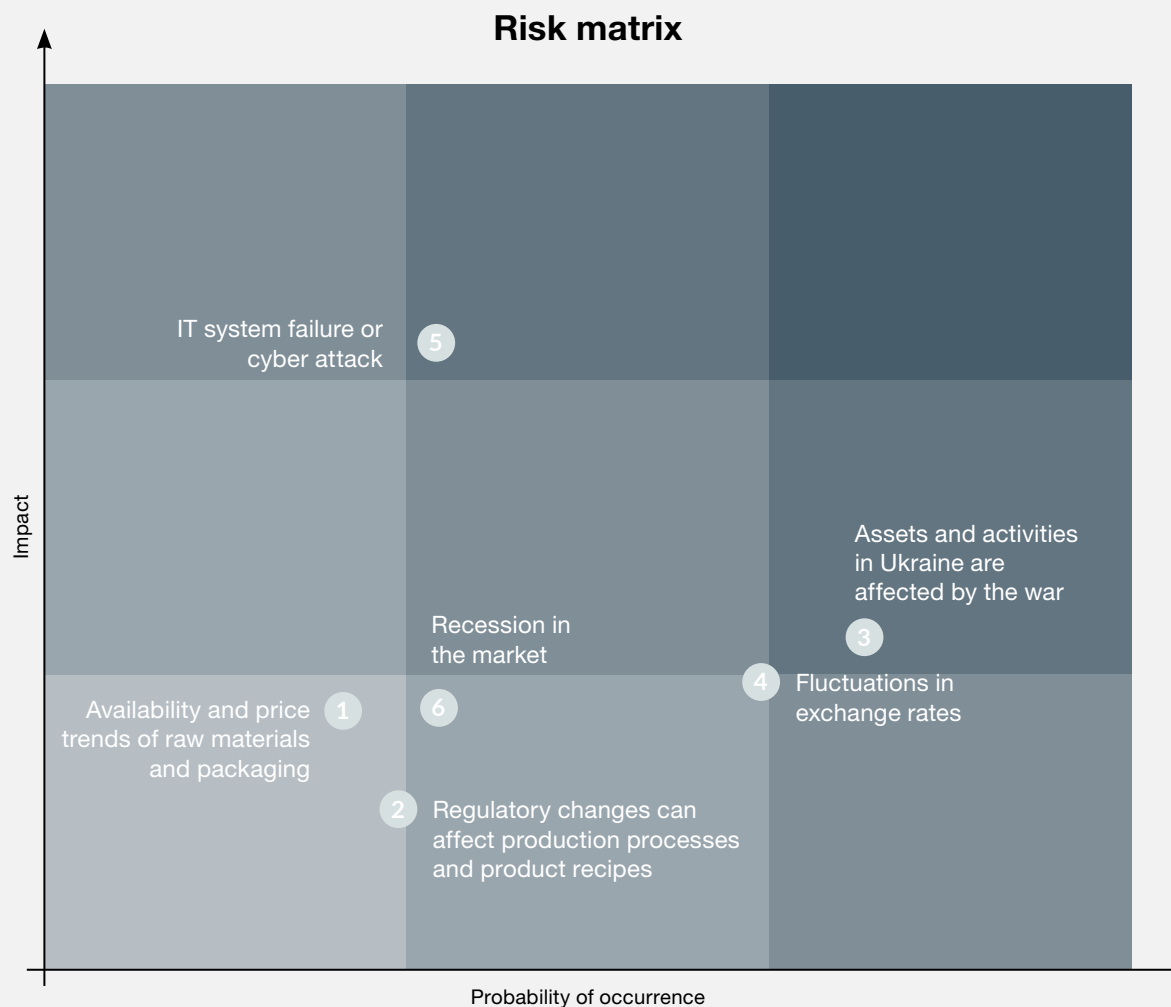 Risk matrix
IT system failure or
cyber attack
5
Impact
Assets and activities
in Ukraine are
affected by the war
3
Recession in
the market
6
4
Fluctuations in
exchange rates
Availability and price
trends of raw materials
and packaging
1
2
Regulatory changes can
affect production processes
and product recipes
Probability of occurrence